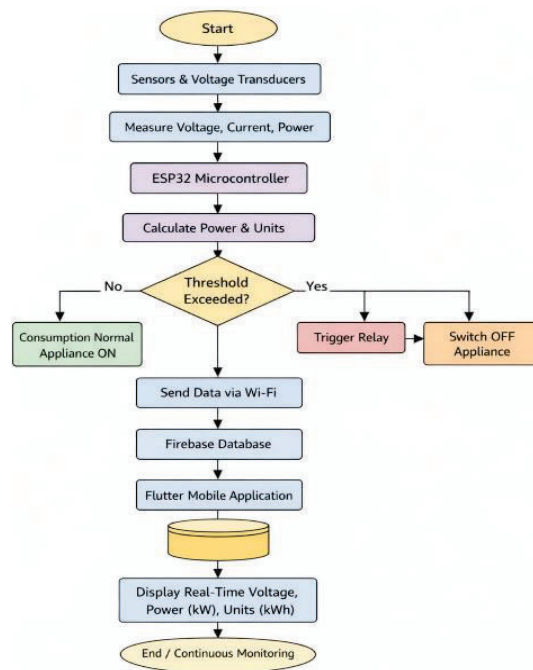 Start
Sensors & Voltage Transducers
Measure Voltage, Current, Power
ESP32 Microcontroller
Calculate Power & Units
Threshold
Exceeded?
No
Yes
Consumption Normal
Appliance ON
Trigger Relay
Switch OFF
Appliance
Send Data via Wi-Fi
Firebase Database
Flutter Mobile Application
Display Real-Time Voltage,
Power (kW), Units (kWh)
End / Continuous Monitoring